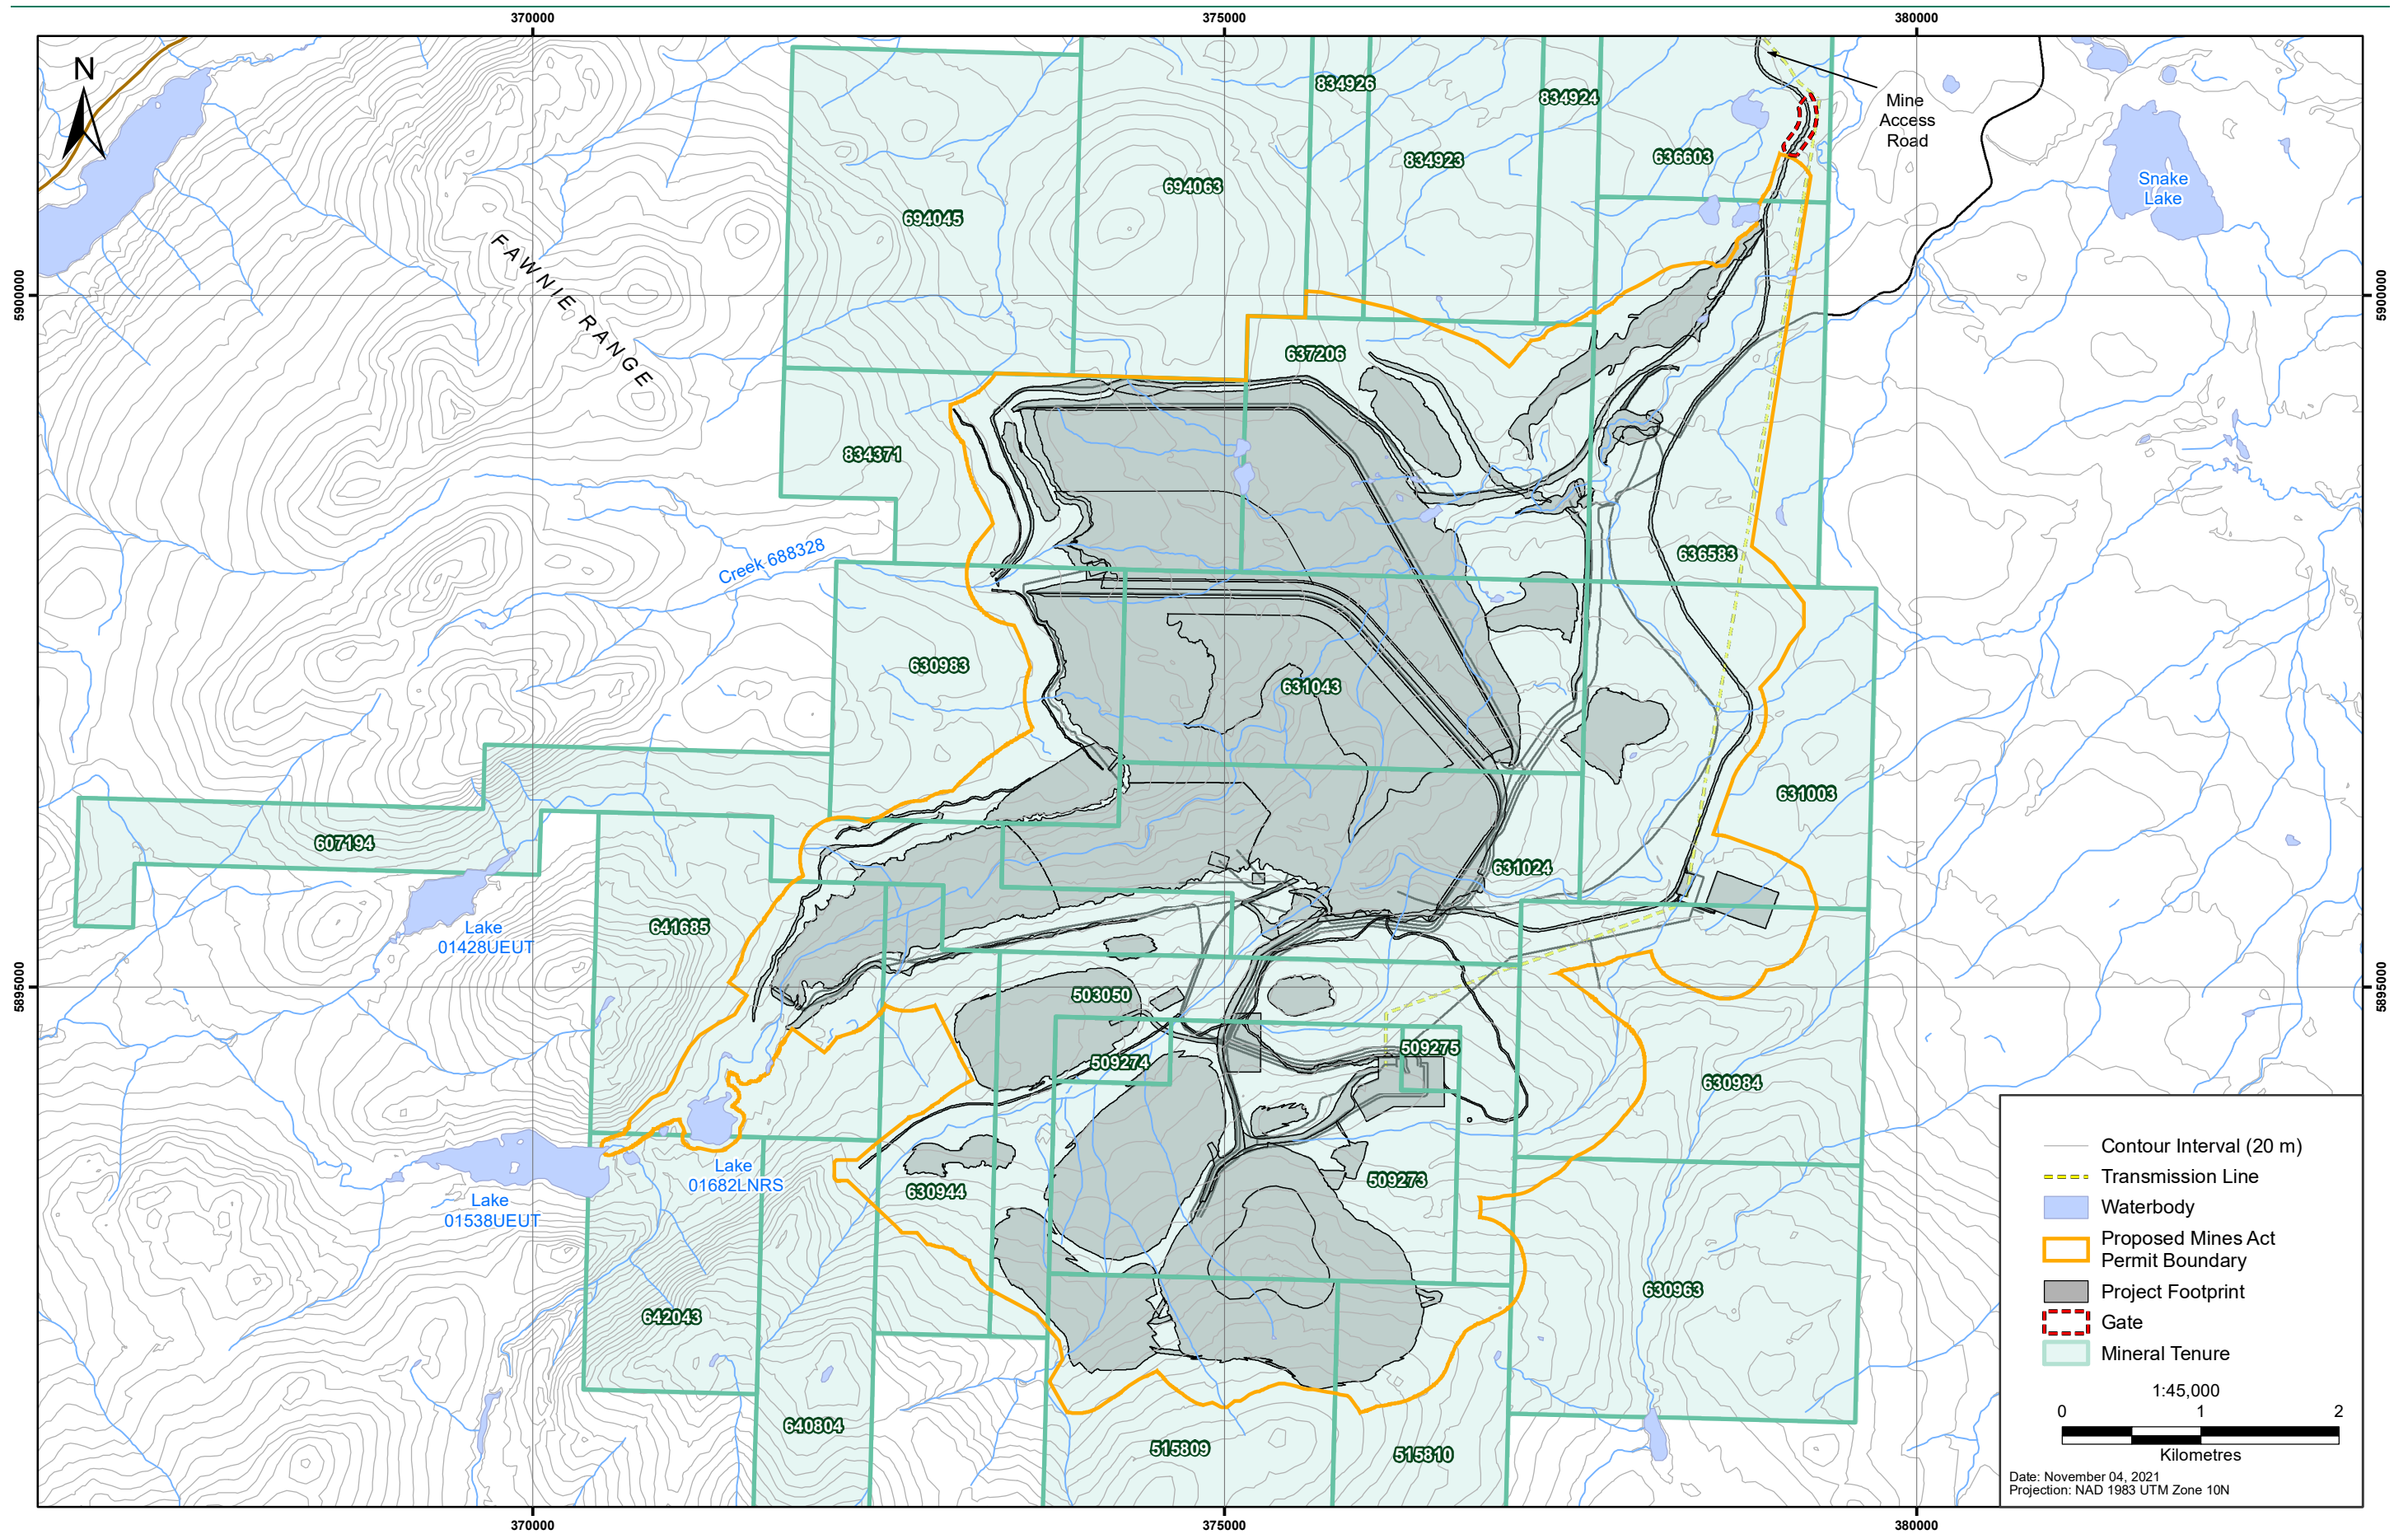 370000
375000
380000
N
834926
834924
Mine
Access
Road
834923
636603
694063
694045
Snake
Lake
FAWNIE RANGE
5900000
5900000
637206
834371
636583
Creek 688328
630983
631043
631003
607194
631024
641685
Lake
01428UEUT
5895000
5895000
503050
509274
509275
630984
Lake
01682LNRS
Lake
01538UEUT
630944
509273
630963
642043
640804
515809
515810
Contour Interval (20 m)
Transmission Line
Waterbody
Proposed Mines Act
Permit Boundary
Project Footprint
Gate
Mineral Tenure
1:45,000
0 1 2
Kilometres
Date: November 04, 2021
Projection: NAD 1983 UTM Zone 10N
370000
375000
380000